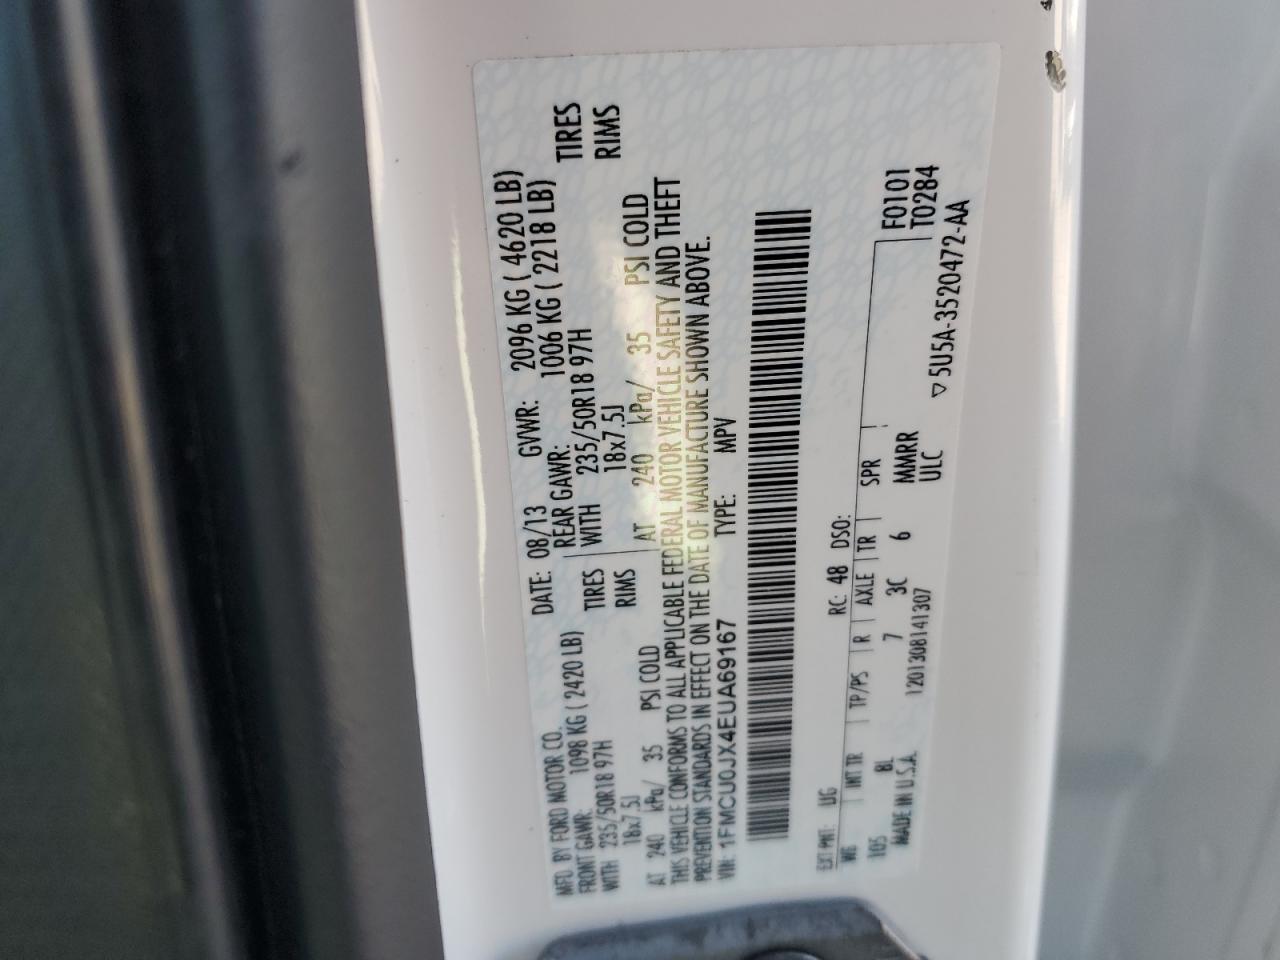 MFD. BY FORD MOTOR CO. DATE: 08/13 GVWR: 2096 KG ( 4620 LB)
FRONT GAWR: 1098 KG ( 2420 LB) REAR GAWR: 1006 KG ( 2218 LB)
WITH 235/50R18 97H TIRES WITH 235/50R18 97H TIRES
18x7.5J RIMS 18x7.5J RIMS
AT 240 kPa/ 35 PSI COLD AT 240 kPa/ 35 PSI COLD
THIS VEHICLE CONFORMS TO ALL APPLICABLE FEDERAL MOTOR VEHICLE SAFETY AND THEFT
PREVENTION STANDARDS IN EFFECT ON THE DATE OF MANUFACTURE SHOWN ABOVE.
VIN: 1FMCU0JX4EUA69167 TYPE: MPV
EXT PNT: UG RC: 48 DSO:
WB INT TR TP/PS R AXLE TR SPR F0101
105 8L 7 3C 6 MMRR T0284
MADE IN U.S.A. 1201308141307 ULC
▽5U5A-3520472-AA